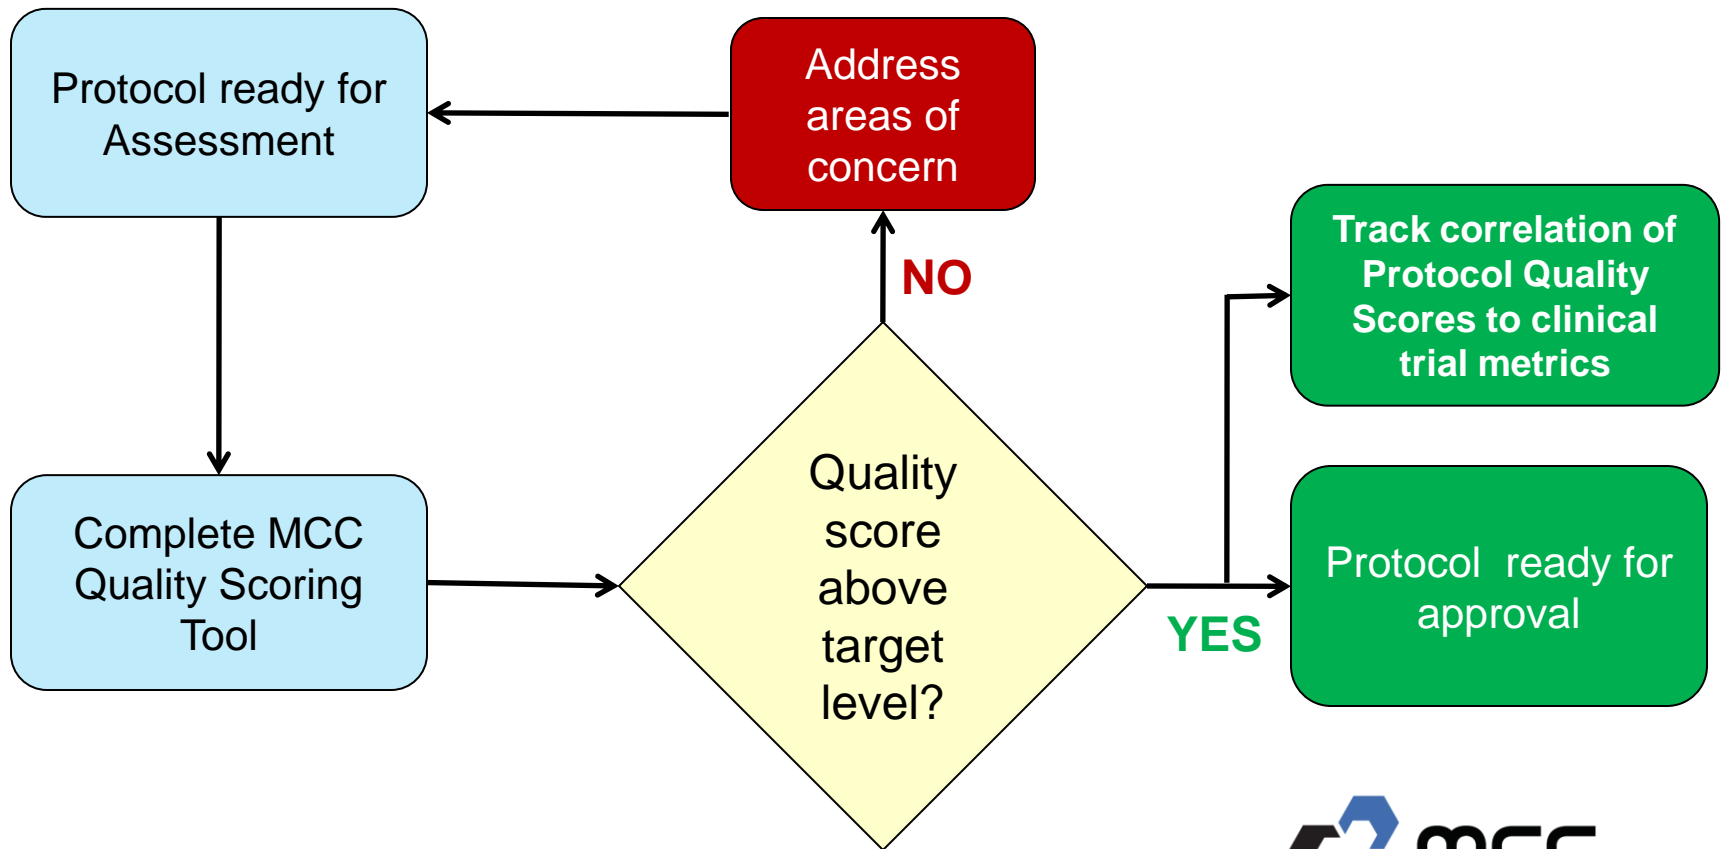 Protocol ready for
Assessment
Address
areas of
concern
NO
Track correlation of
Protocol Quality
Scores to clinical
trial metrics
Complete MCC
Quality Scoring
Tool
Quality
score
above
target
level?
YES
Protocol  ready for
approval
mcc